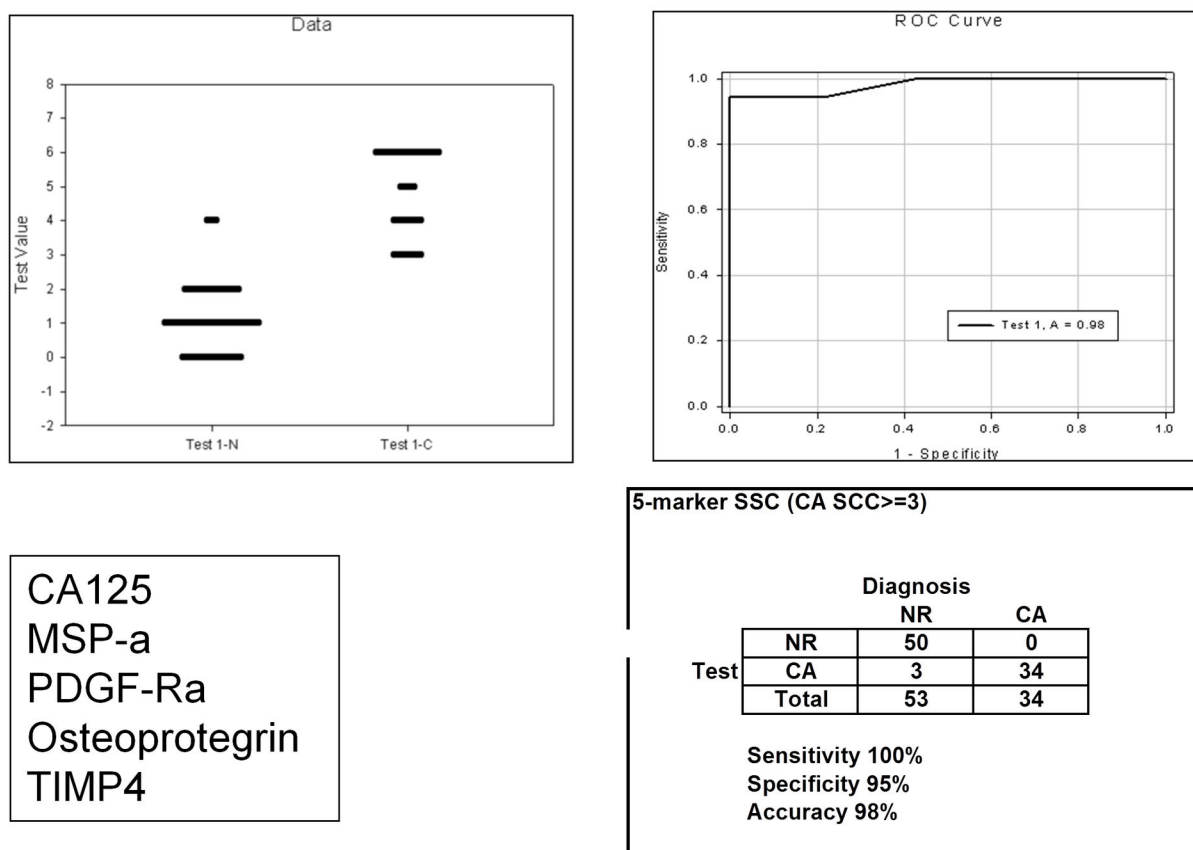 Data
8
7
6
5
4
3
2
1
0
-1
-2
Test Value
Test 1-N
Test 1-C
ROC Curve
1.0
0.8
0.6
0.4
0.2
0.0
Sensitivity
Test 1, A = 0.98
0.0 0.2 0.4 0.6 0.8 1.0
1 - Specificity
CA125
MSP-a
PDGF-Ra
Osteoprotegrin
TIMP4
5-marker SSC (CA SCC>=3)
Diagnosis
NR CA
NR 50 0
Test CA 3 34
Total 53 34
Sensitivity 100%
Specificity 95%
Accuracy 98%